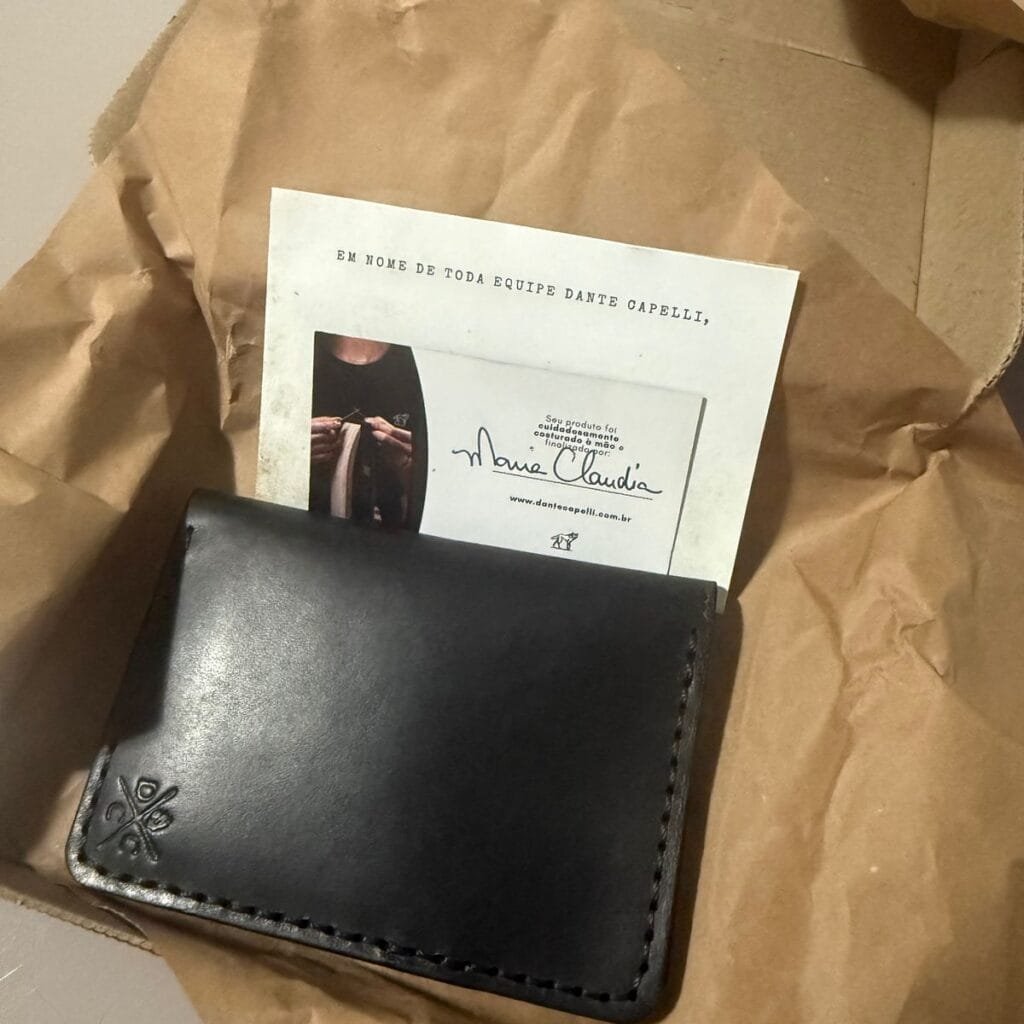 EM NOME DE TODA EQUIPE DANTE CAPELLI,
Seu produto foi
cuidadosamente
costurado à mão e
finalizado por:
Maria Claudia
www.dantecapelli.com.br
D
C C